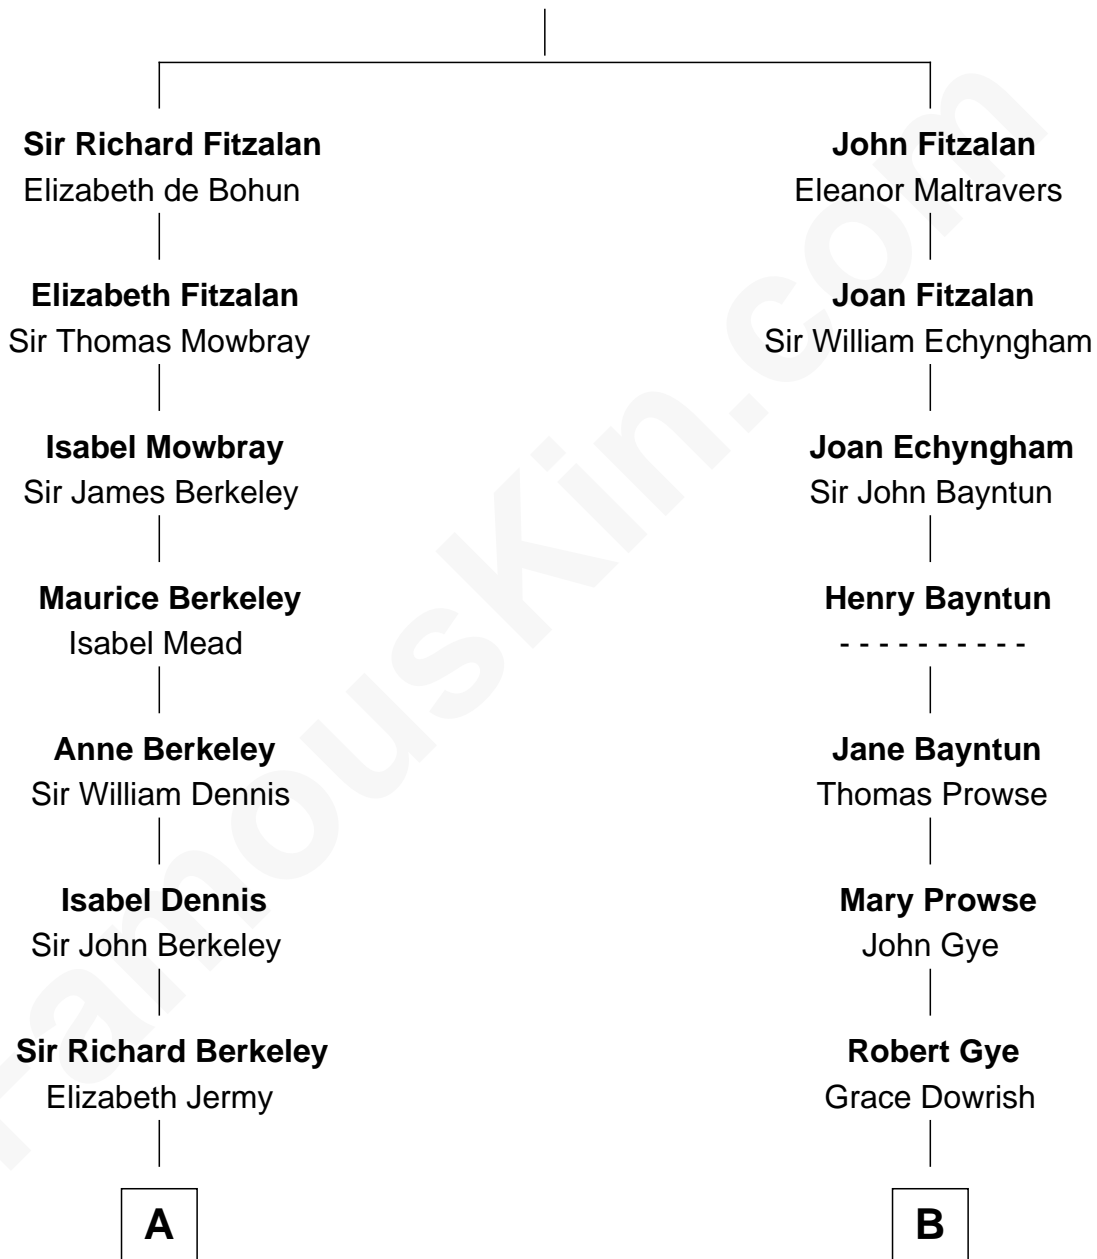 Sir Richard Fitzalan
Elizabeth de Bohun
Elizabeth Fitzalan
Sir Thomas Mowbray
Isabel Mowbray
Sir James Berkeley
Maurice Berkeley
Isabel Mead
Anne Berkeley
Sir William Dennis
Isabel Dennis
Sir John Berkeley
Sir Richard Berkeley
Elizabeth Jermy
A
John Fitzalan
Eleanor Maltravers
Joan Fitzalan
Sir William Echyngham
Joan Echyngham
Sir John Bayntun
Henry Bayntun
- - - - - - - - - -
Jane Bayntun
Thomas Prowse
Mary Prowse
John Gye
Robert Gye
Grace Dowrish
B
FamousKin.com